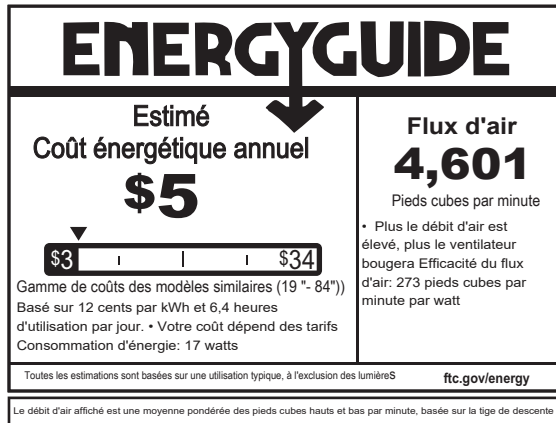 ENERGYGUIDE
Estimé
Coût énergétique annuel
$5
$3
$34
Gamme de coûts des modèles similaires (19 "- 84"))
Basé sur 12 cents par kWh et 6,4 heures
d'utilisation par jour. • Votre coût dépend des tarifs
Consommation d'énergie: 17 watts
Flux d'air
4,601
Pieds cubes par minute
• Plus le débit d'air est
élevé, plus le ventilateur
bougera Efficacité du flux
d'air: 273 pieds cubes par
minute par watt
Toutes les estimations sont basées sur une utilisation typique, à l'exclusion des lumièreS
ftc.gov/energy
Le débit d'air affiché est une moyenne pondérée des pieds cubes hauts et bas par minute, basée sur la tige de descente